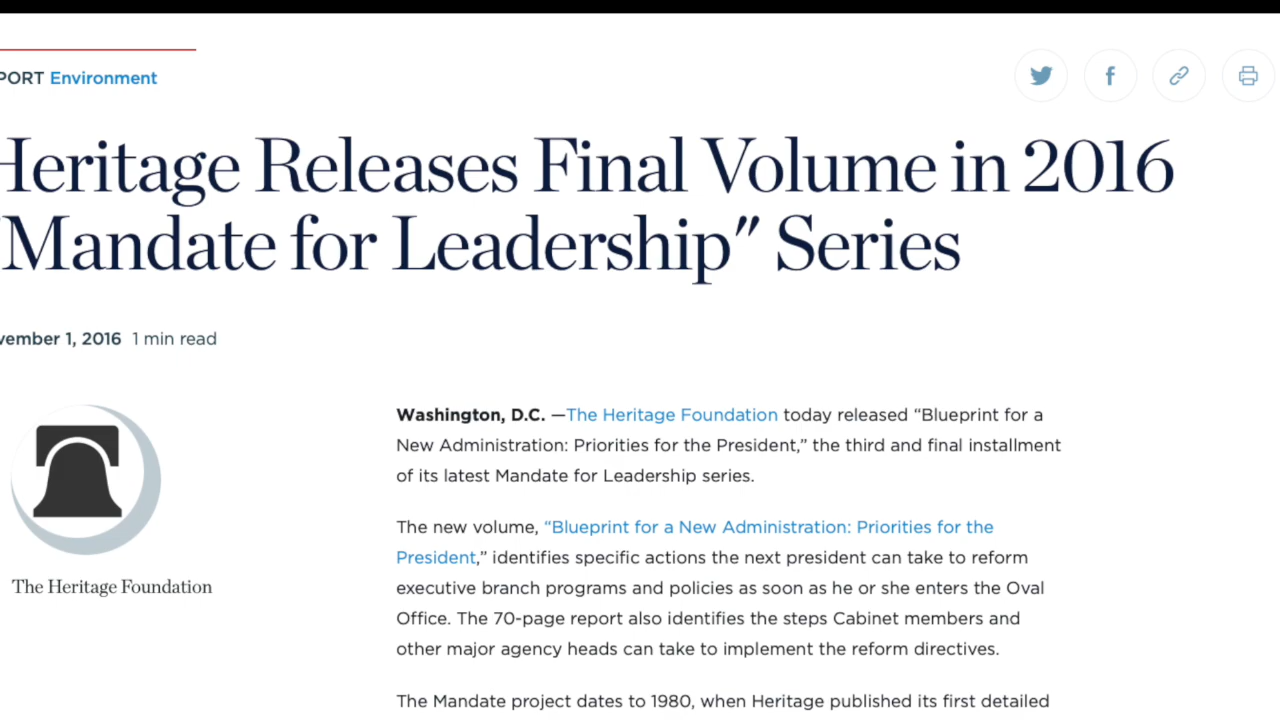 PORT Environment
Heritage Releases Final Volume in 2016
"Mandate for Leadership" Series
vember 1, 2016 1 min read
Washington, D.C. —The Heritage Foundation today released “Blueprint for a
New Administration: Priorities for the President,” the third and final installment
of its latest Mandate for Leadership series.
The new volume, “Blueprint for a New Administration: Priorities for the
President,” identifies specific actions the next president can take to reform
executive branch programs and policies as soon as he or she enters the Oval
Office. The 70-page report also identifies the steps Cabinet members and
other major agency heads can take to implement the reform directives.
The Mandate project dates to 1980, when Heritage published its first detailed
The Heritage Foundation